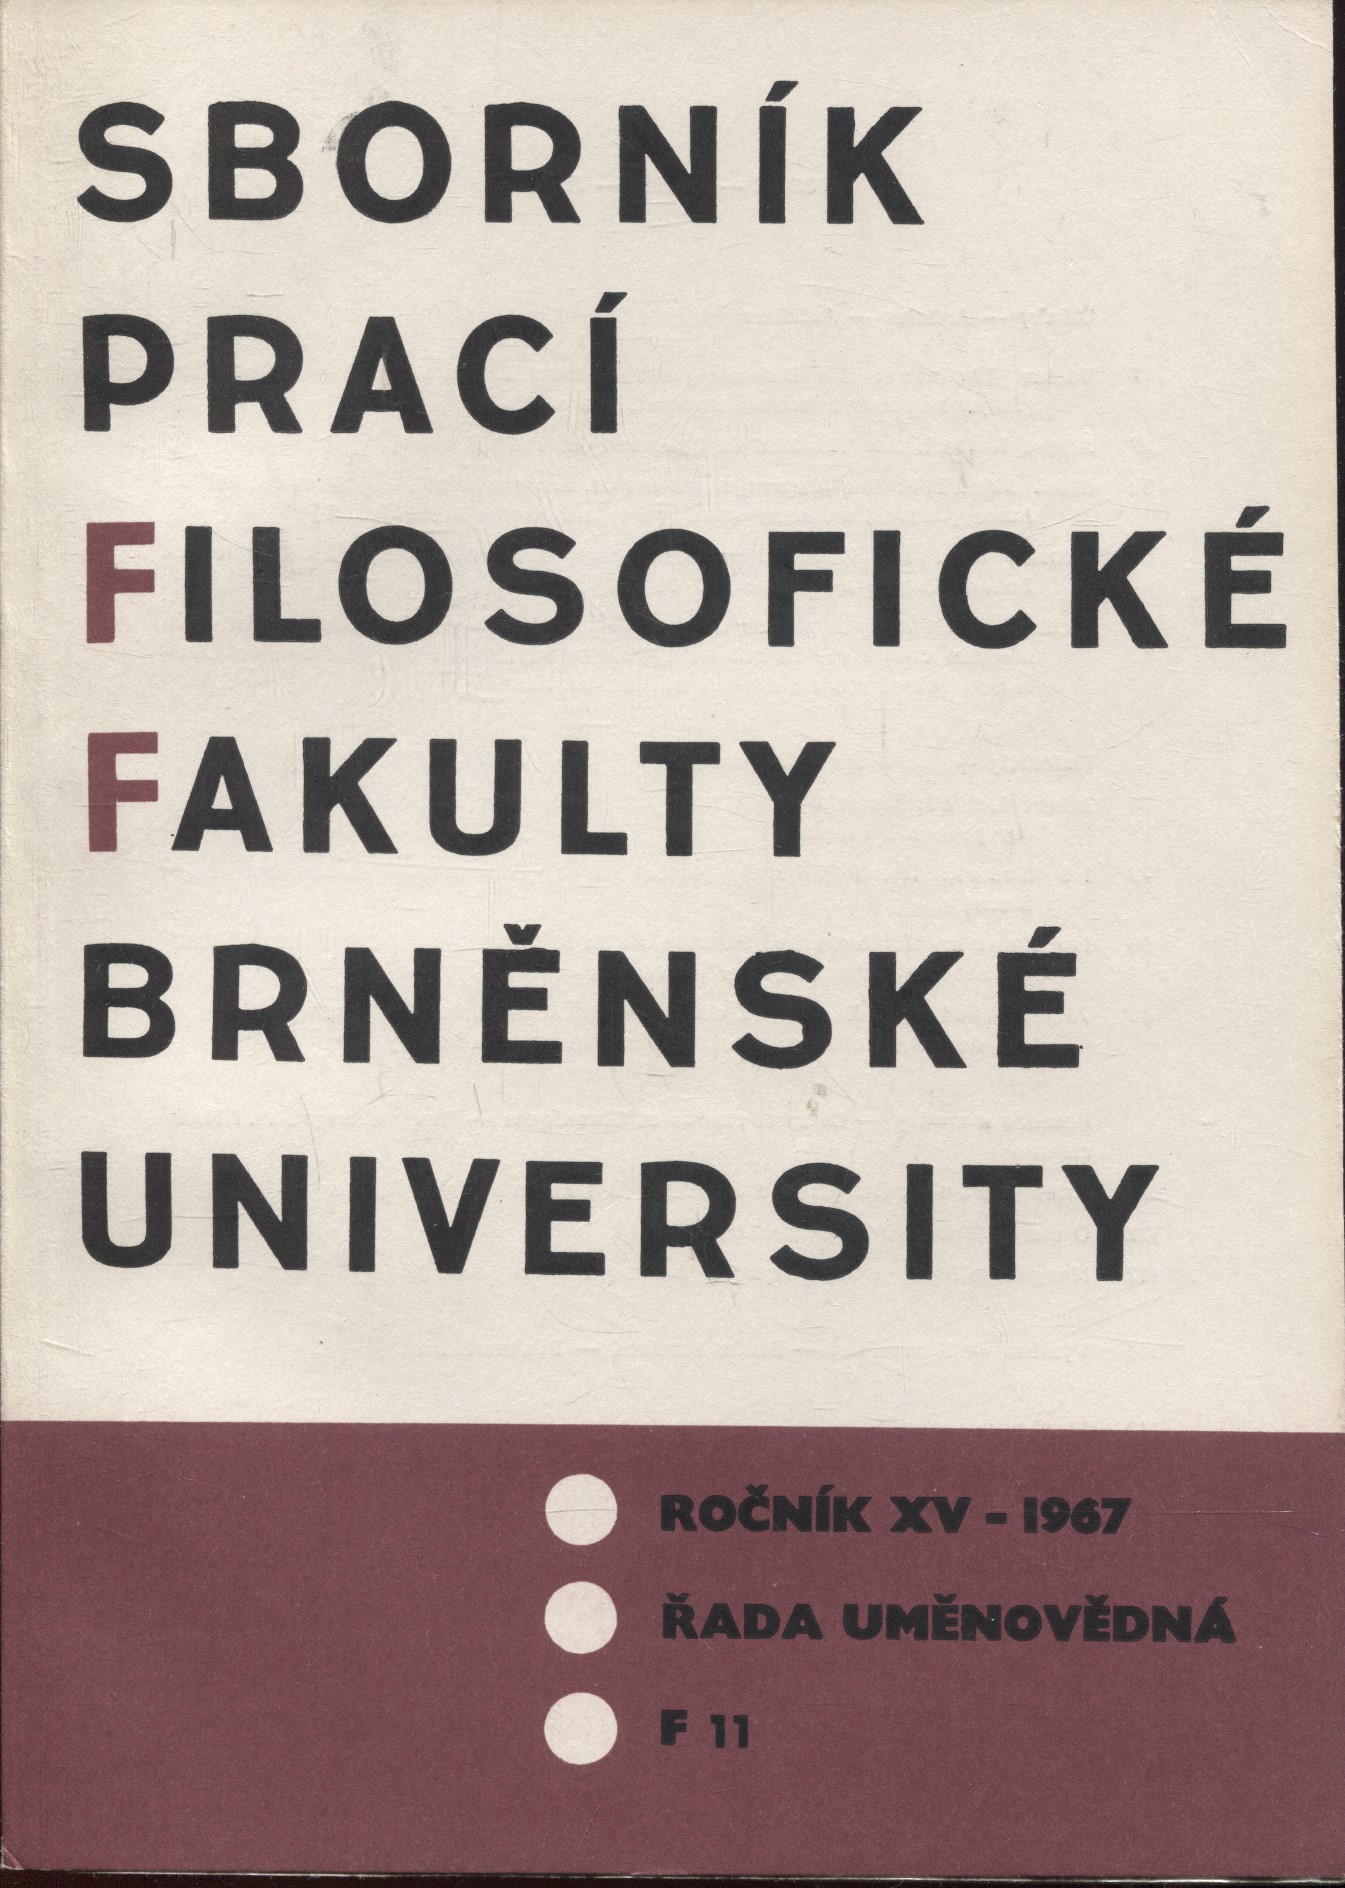 SBORNÍK
PRACÍ
FILOSOFICKÉ
FAKULTY
BRNĚNSKÉ
UNIVERSITY
ROČNÍK XV - 1967
ŘADA UMĚNOVĚDNÁ
F 11